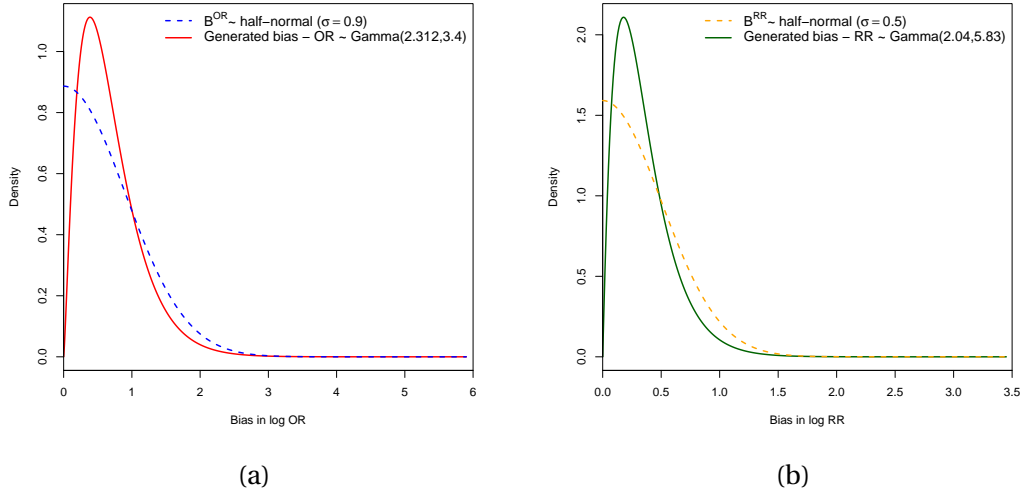 B^OR ~ half−normal (σ = 0.9)
Generated bias − OR ~ Gamma(2.312,3.4)
Density
0.0
0.2
0.4
0.6
0.8
1.0
0 1 2 3 4 5 6
Bias in log OR
(a)
B^RR ~ half−normal (σ = 0.5)
Generated bias − RR ~ Gamma(2.04,5.83)
Density
0.0
0.5
1.0
1.5
2.0
0.0 0.5 1.0 1.5 2.0 2.5 3.0 3.5
Bias in log RR
(b)